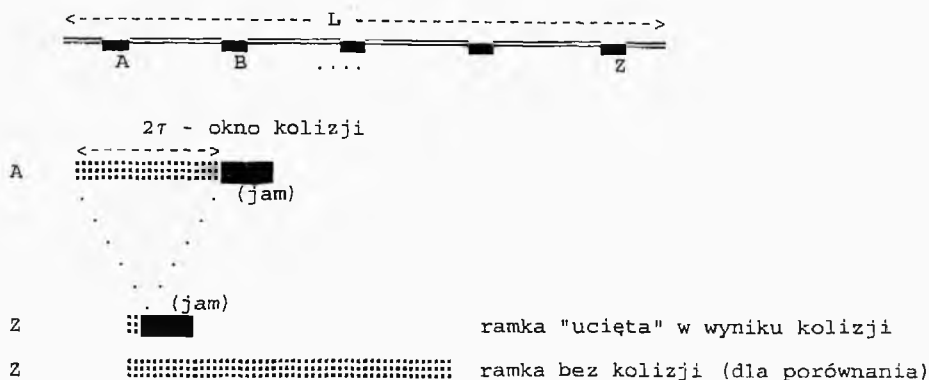 L
A B .... Z
2τ - okno kolizji
A
(jam)
(jam)
Z ramka "ucięta" w wyniku kolizji
Z ramka bez kolizji (dla porównania)